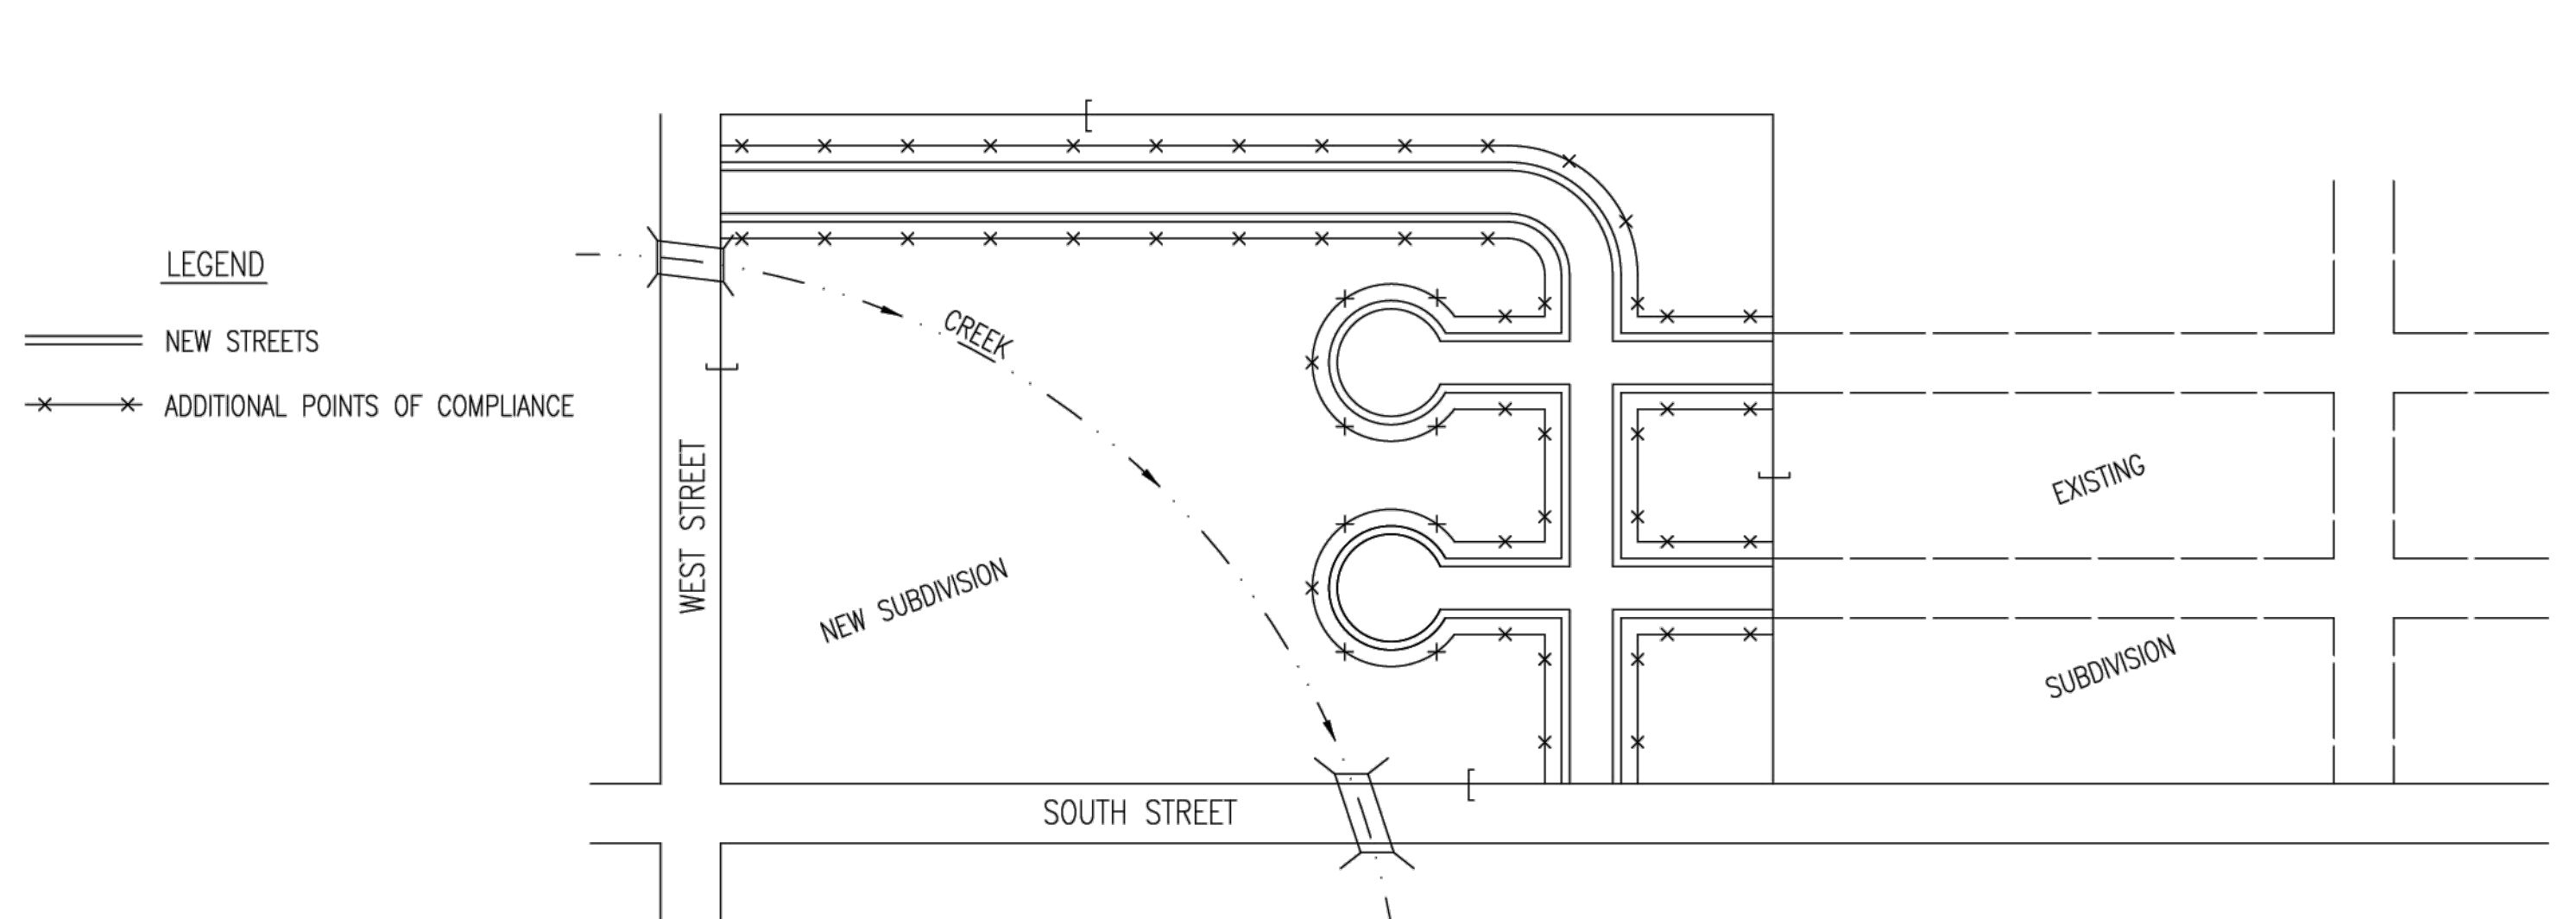 LEGEND
NEW STREETS
ADDITIONAL POINTS OF COMPLIANCE
CREEK
WEST STREET
NEW SUBDIVISION
EXISTING
SUBDIVISION
SOUTH STREET